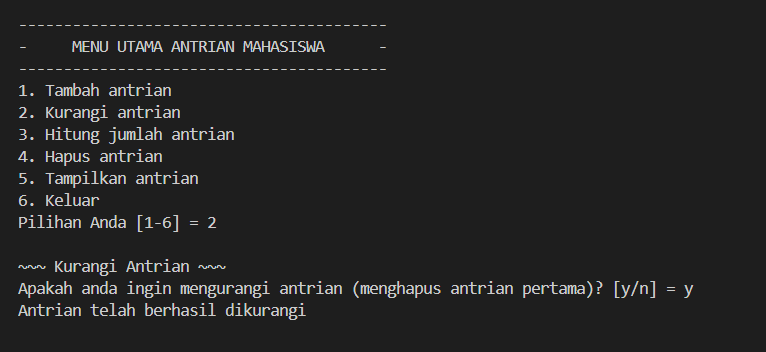 -----------------------------------------
-     MENU UTAMA ANTRIAN MAHASISWA      -
-----------------------------------------
1. Tambah antrian
2. Kurangi antrian
3. Hitung jumlah antrian
4. Hapus antrian
5. Tampilkan antrian
6. Keluar
Pilihan Anda [1-6] = 2
~~~ Kurangi Antrian ~~~
Apakah anda ingin mengurangi antrian (menghapus antrian pertama)? [y/n] = y
Antrian telah berhasil dikurangi